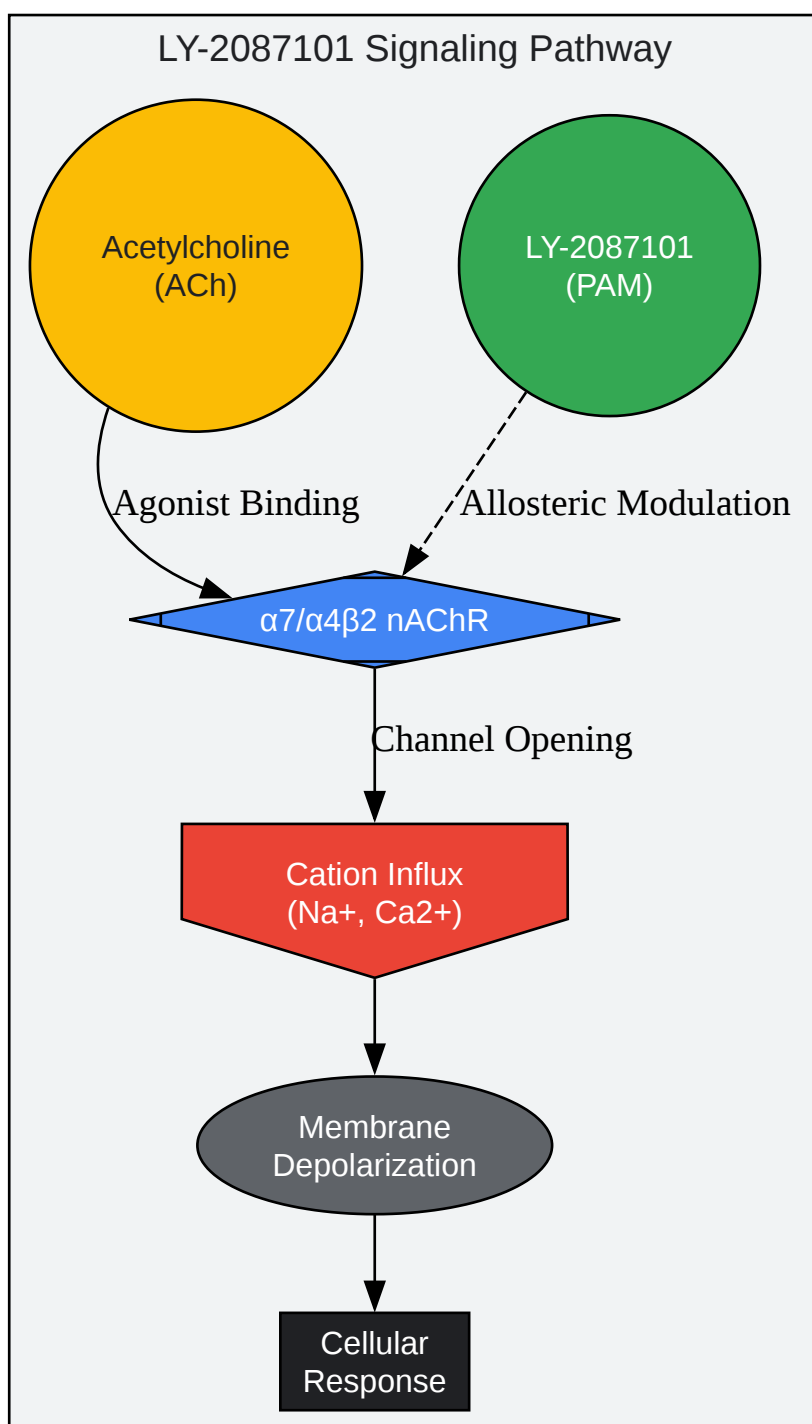 LY-2087101 Signaling Pathway
Acetylcholine
(ACh)
LY-2087101
(PAM)
Agonist Binding
Allosteric Modulation
α7/α4β2 nAChR
Channel Opening
Cation Influx
(Na+, Ca2+)
Membrane
Depolarization
Cellular
Response